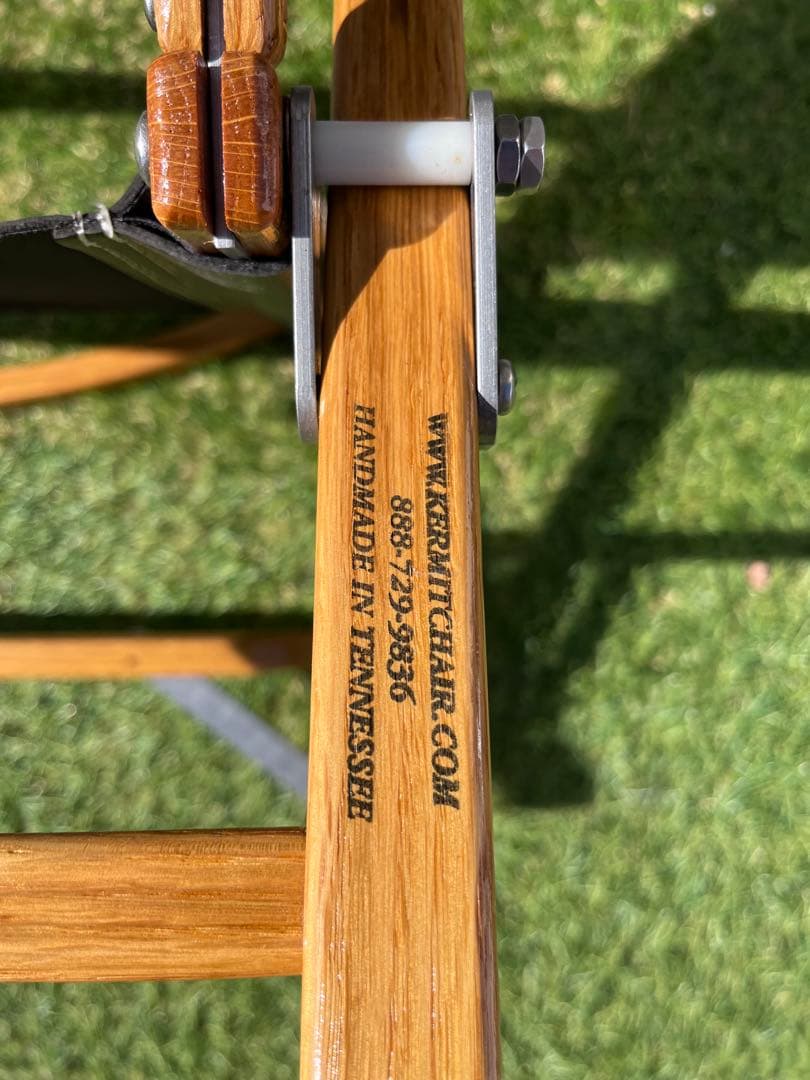 WWW.KERMITCHAIR.COM
888-729-9836
HANDMADE IN TENNESSEE